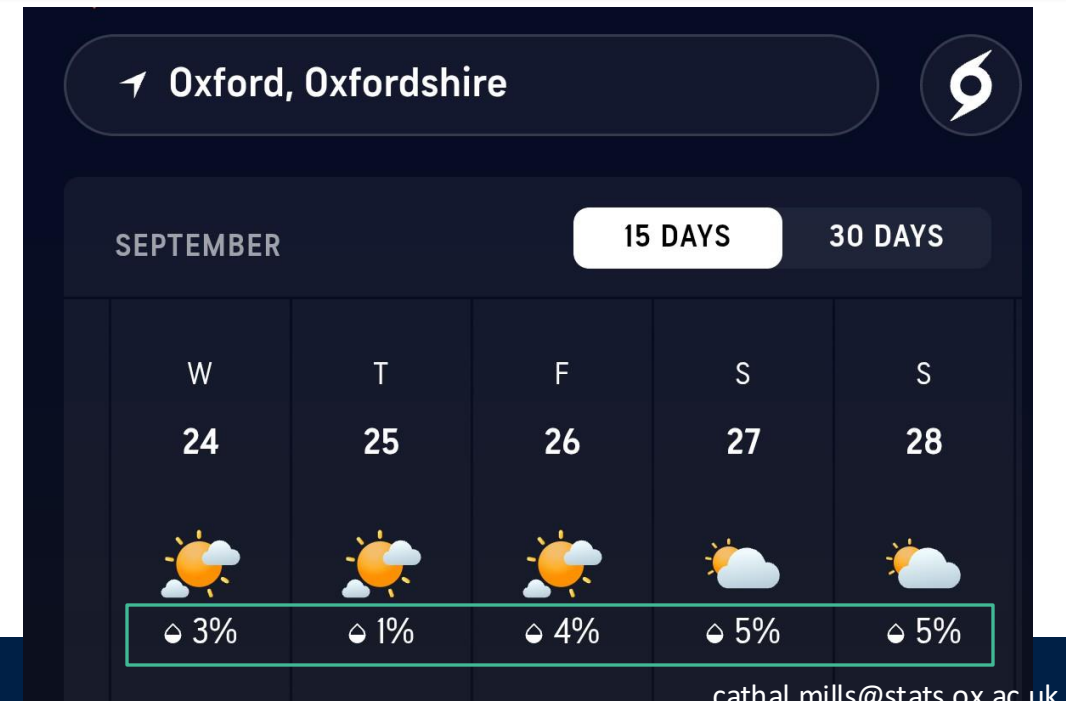 Oxford, Oxfordshire
SEPTEMBER 15 DAYS 30 DAYS
W T F S S
24 25 26 27 28
3% 1% 4% 5% 5%
cathal.mills@stats.ox.ac.uk